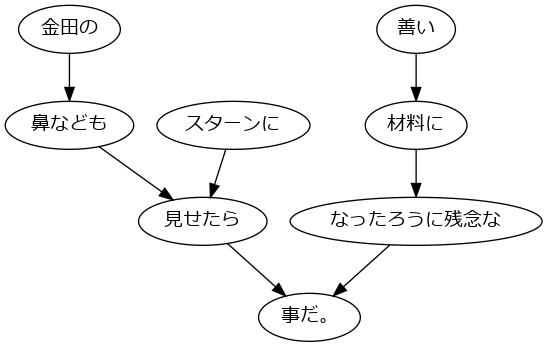 金田の
善い
鼻なども
スターンに
材料に
見せたら
なったろうに残念な
事だ。